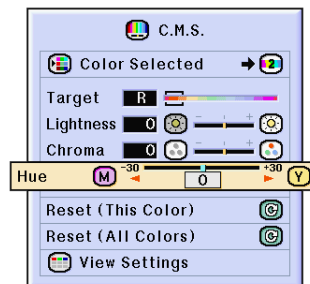 C.M.S.
Color Selected 2
Target R
Lightness 0 - +
Chroma 0 - +
Hue M -30 0 +30 Y
Reset (This Color)
Reset (All Colors)
View Settings